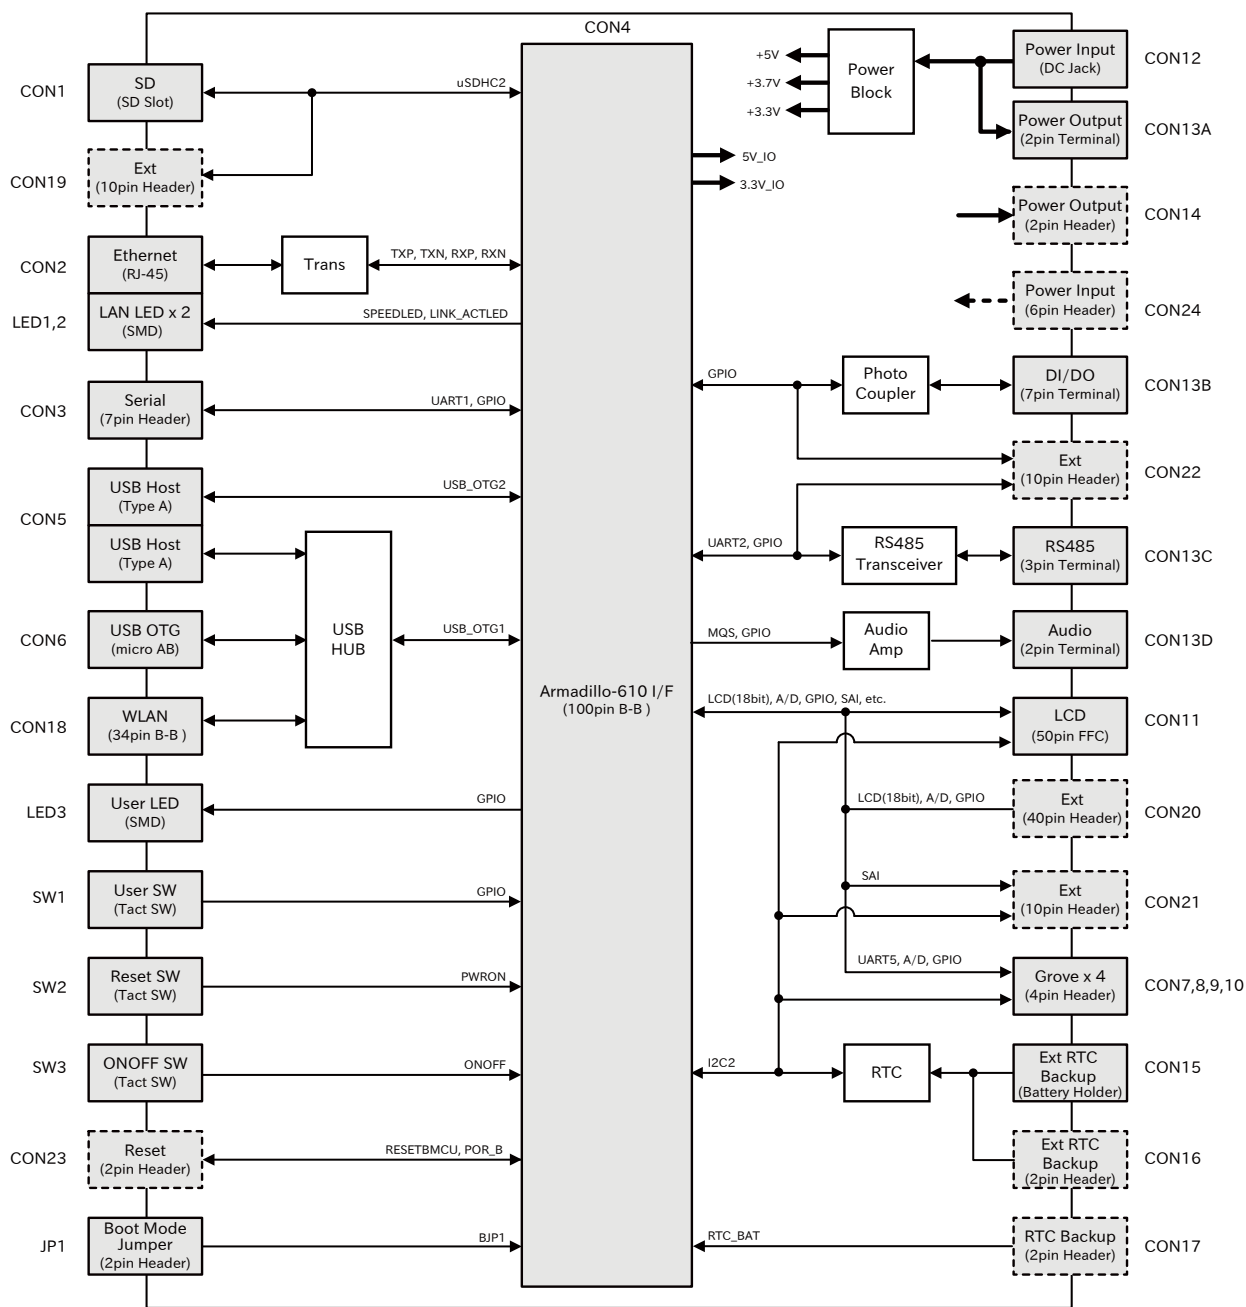 CON4
CON1
SD
(SD Slot)
uSDHC2
CON19
Ext
(10pin Header)
CON2
Ethernet
(RJ-45)
Trans
TXP, TXN, RXP, RXN
LED1,2
LAN LED x 2
(SMD)
SPEEDLED, LINK_ACTLED
CON3
Serial
(7pin Header)
UART1, GPIO
CON5
USB Host
(Type A)
USB_OTG2
USB Host
(Type A)
CON6
USB OTG
(micro AB)
USB
HUB
USB_OTG1
CON18
WLAN
(34pin B-B )
LED3
User LED
(SMD)
GPIO
SW1
User SW
(Tact SW)
GPIO
SW2
Reset SW
(Tact SW)
PWRON
SW3
ONOFF SW
(Tact SW)
ONOFF
CON23
Reset
(2pin Header)
RESETBMCU, POR_B
JP1
Boot Mode
Jumper
(2pin Header)
BJP1
Armadillo-610 I/F
(100pin B-B )
+5V
+3.7V
+3.3V
Power
Block
Power Input
(DC Jack)
CON12
Power Output
(2pin Terminal)
CON13A
5V_IO
3.3V_IO
Power Output
(2pin Header)
CON14
Power Input
(6pin Header)
CON24
GPIO
Photo
Coupler
DI/DO
(7pin Terminal)
CON13B
Ext
(10pin Header)
CON22
UART2, GPIO
RS485
Transceiver
RS485
(3pin Terminal)
CON13C
MQS, GPIO
Audio
Amp
Audio
(2pin Terminal)
CON13D
LCD(18bit), A/D, GPIO, SAI, etc.
LCD
(50pin FFC)
CON11
LCD(18bit), A/D, GPIO
Ext
(40pin Header)
CON20
SAI
Ext
(10pin Header)
CON21
UART5, A/D, GPIO
Grove x 4
(4pin Header)
CON7,8,9,10
I2C2
RTC
Ext RTC
Backup
(Battery Holder)
CON15
Ext RTC
Backup
(2pin Header)
CON16
RTC_BAT
RTC Backup
(2pin Header)
CON17